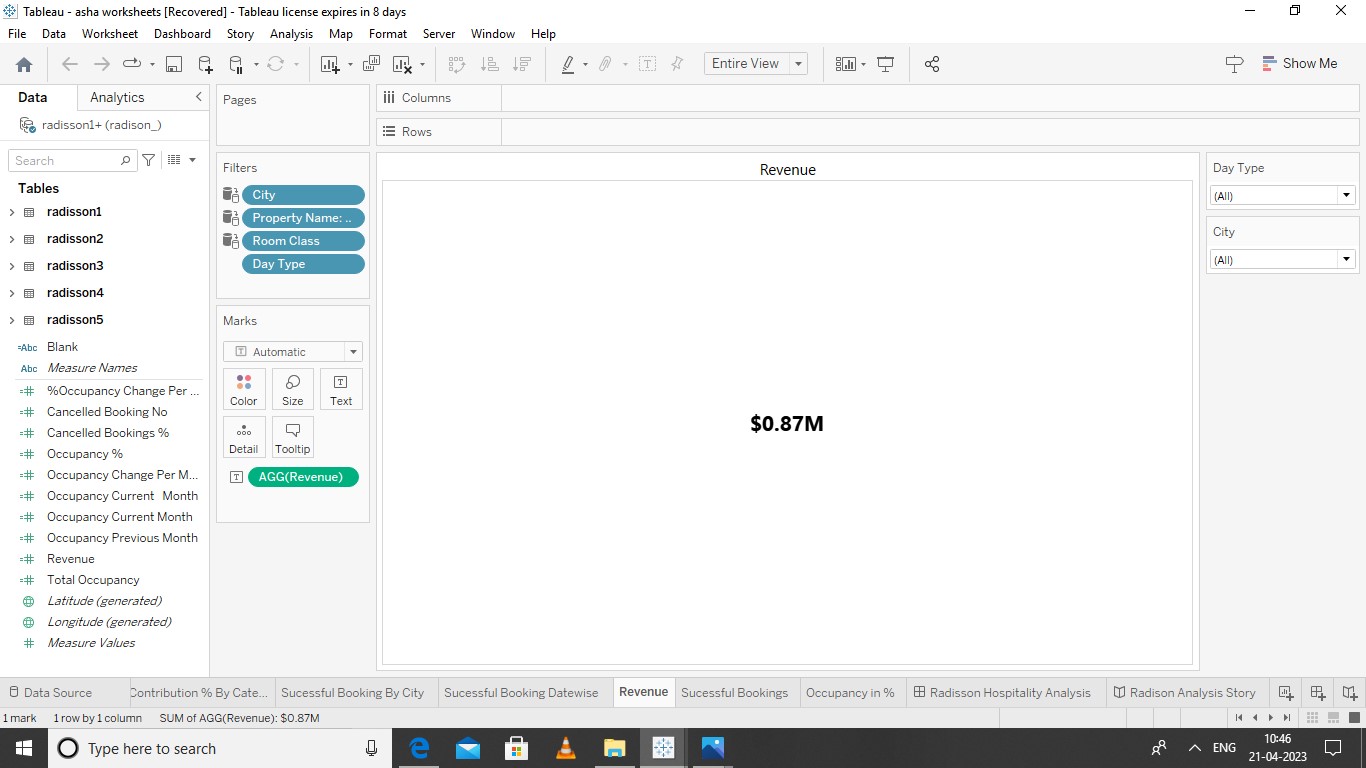 Tableau - asha worksheets [Recovered] - Tableau license expires in 8 days
File Data Worksheet Dashboard Story Analysis Map Format Server Window Help
Entire View
Show Me
Data Analytics
radisson1+ (radison_)
Search
Tables
radisson1
radisson2
radisson3
radisson4
radisson5
=Abc Blank
Abc Measure Names
%Occupancy Change Per ...
Cancelled Booking No
Cancelled Bookings %
Occupancy %
Occupancy Change Per M...
Occupancy Current Month
Occupancy Current Month
Occupancy Previous Month
Revenue
Total Occupancy
Latitude (generated)
Longitude (generated)
Measure Values
Pages
Filters
City
Property Name: ..
Room Class
Day Type
Marks
Automatic
Color Size Text
Detail Tooltip
AGG(Revenue)
Columns
Rows
Revenue
$0.87M
Day Type
(All)
City
(All)
Data Source Contribution % By Cate... Sucessful Booking By City Sucessful Booking Datewise Revenue Sucessful Bookings Occupancy in % Radisson Hospitality Analysis Radison Analysis Story
1 mark 1 row by 1 column SUM of AGG(Revenue): $0.87M
Type here to search
ENG
10:46
21-04-2023